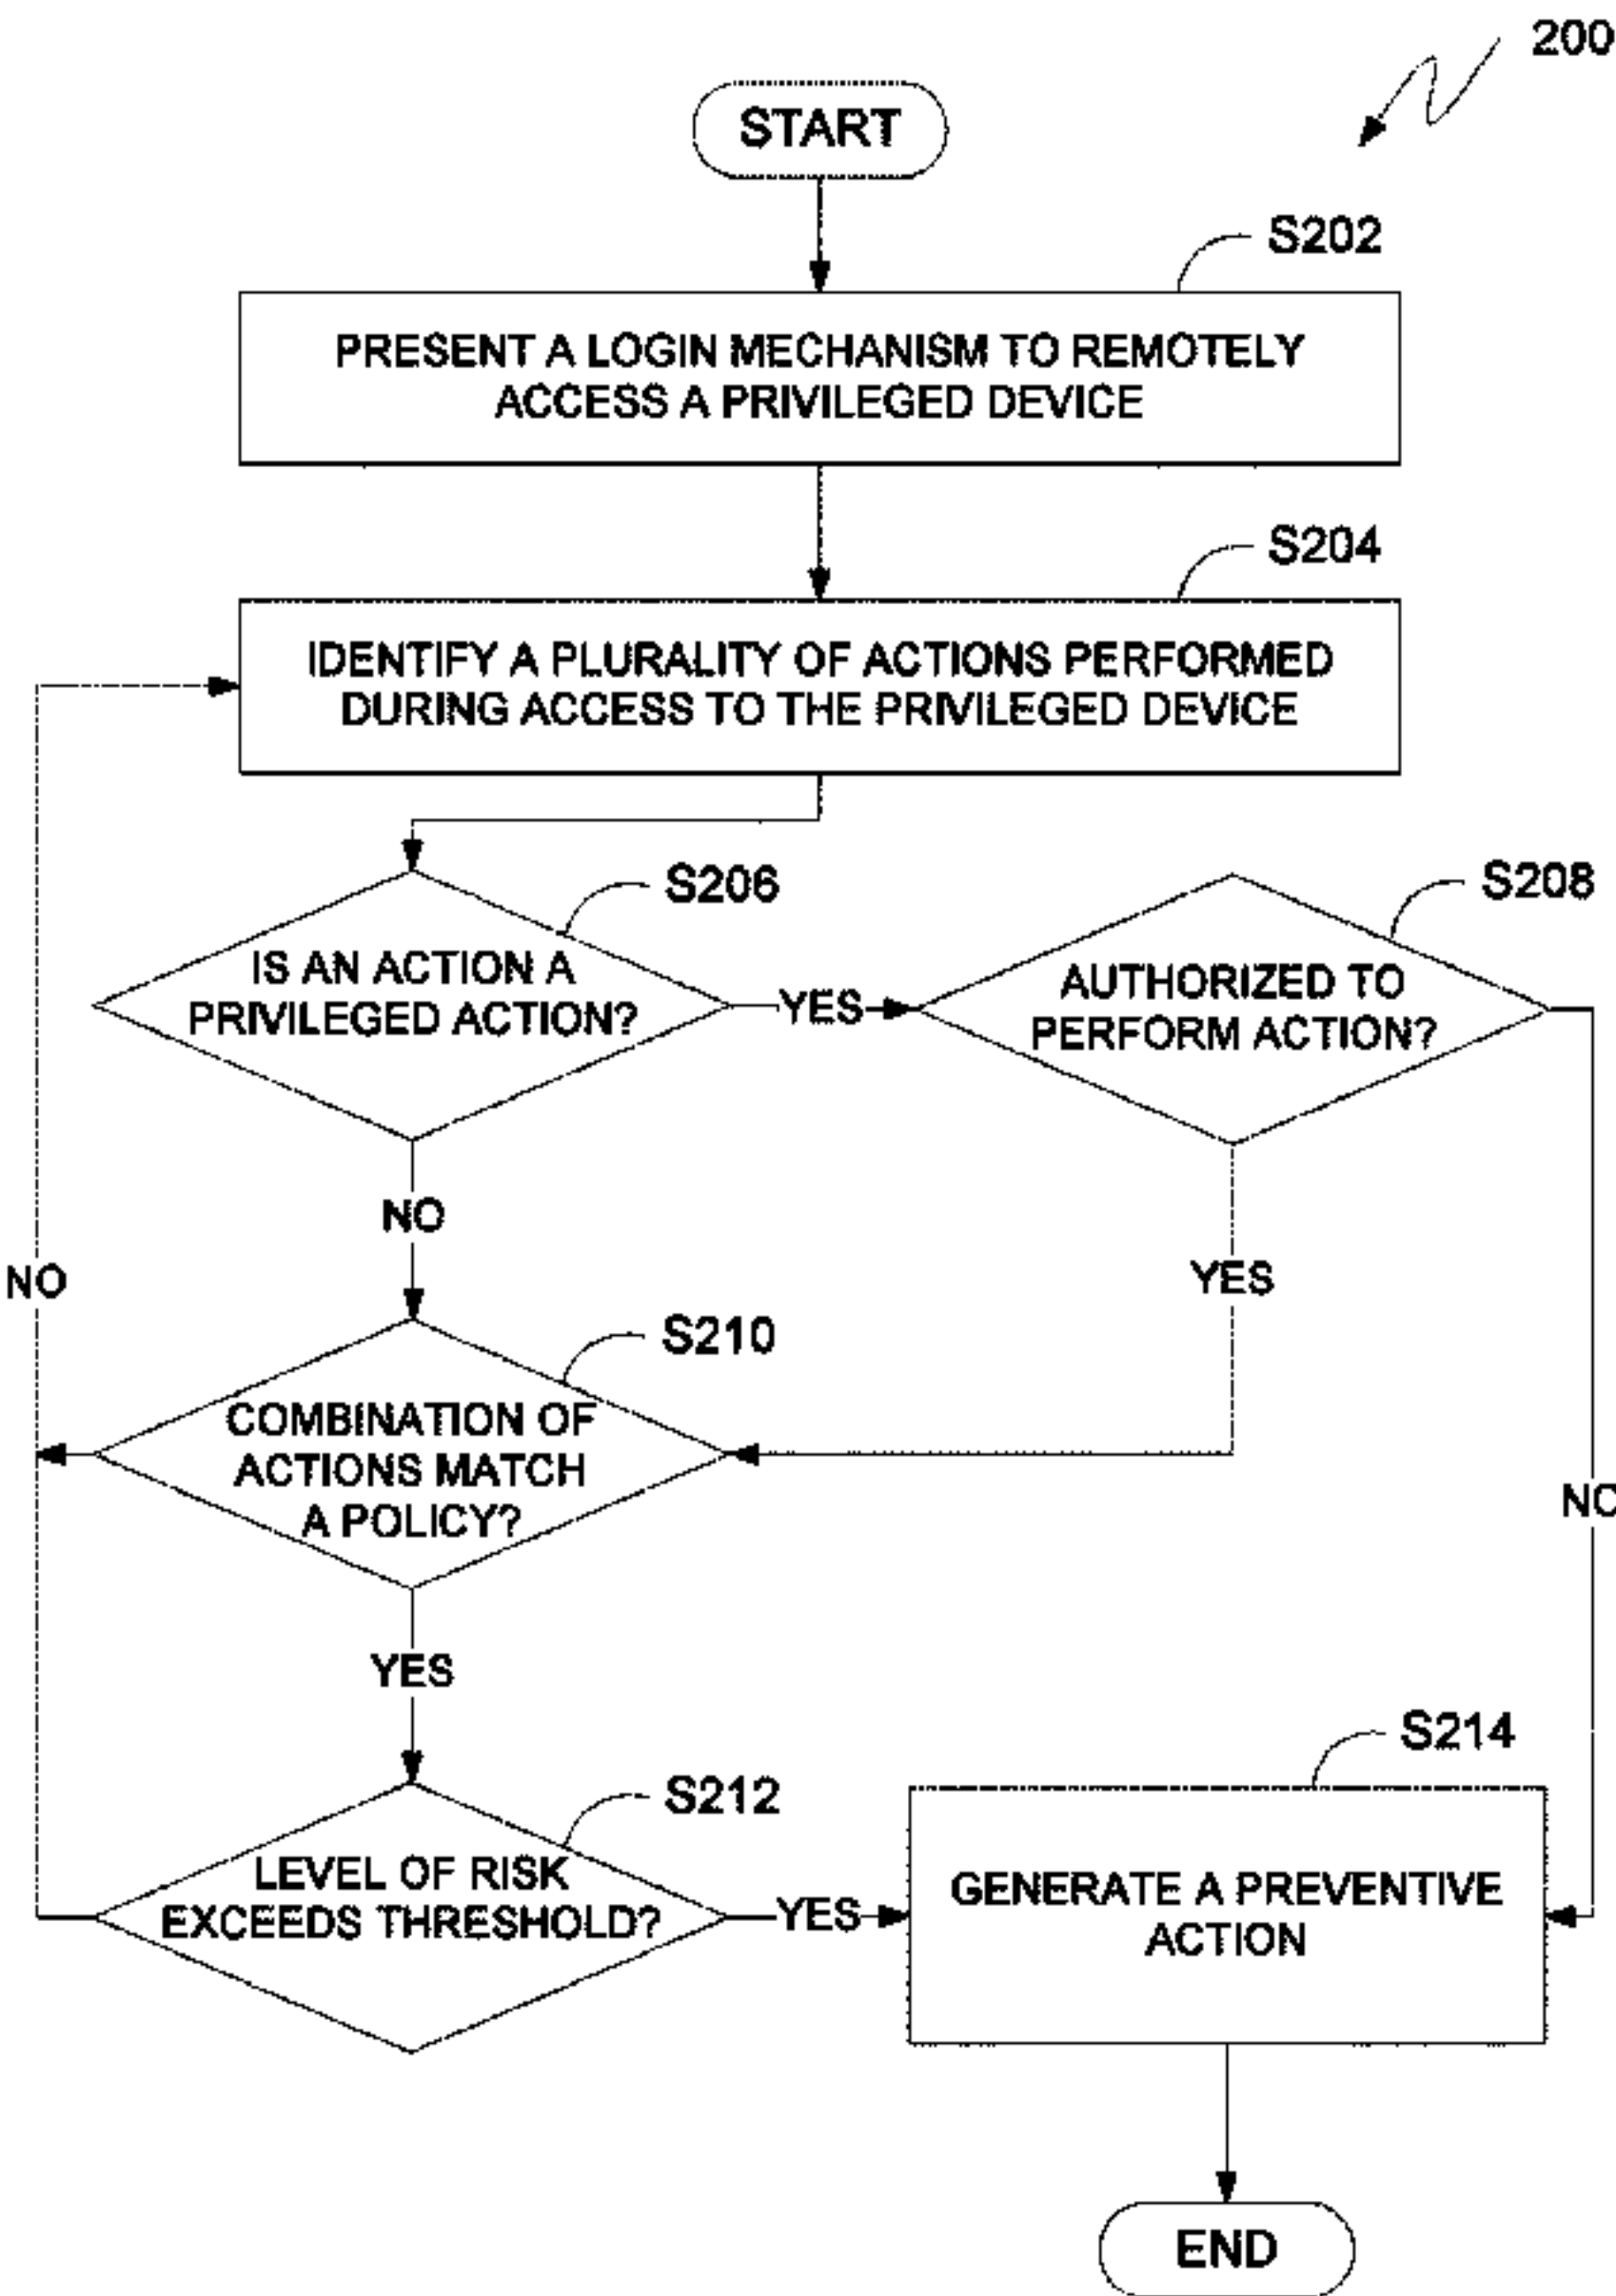 200
START
S202
PRESENT A LOGIN MECHANISM TO REMOTELY
ACCESS A PRIVILEGED DEVICE
S204
IDENTIFY A PLURALITY OF ACTIONS PERFORMED
DURING ACCESS TO THE PRIVILEGED DEVICE
S206
IS AN ACTION A
PRIVILEGED ACTION?
YES
S208
AUTHORIZED TO
PERFORM ACTION?
NO
YES
NO
S210
COMBINATION OF
ACTIONS MATCH
A POLICY?
NO
YES
S212
LEVEL OF RISK
EXCEEDS THRESHOLD?
YES
S214
GENERATE A PREVENTIVE
ACTION
END